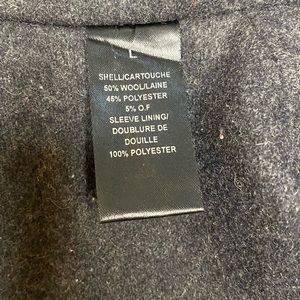 L
SHELL/CARTOUCHE
50% WOOL/LAINE
45% POLYESTER
5% O.F
SLEEVE LINING/
DOUBLURE DE
DOUILLE
100% POLYESTER